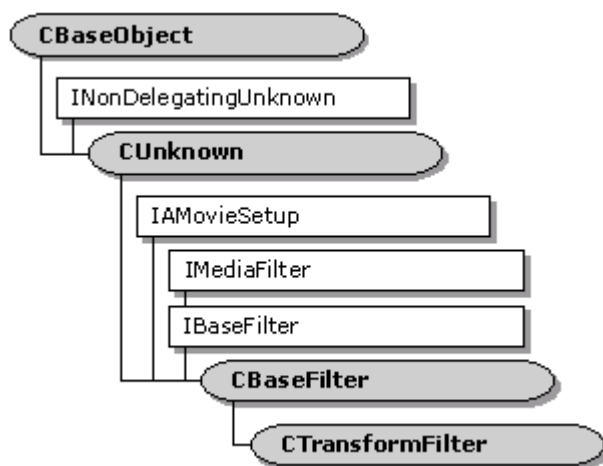 CBaseObject
INonDelegatingUnknown
CUnknown
IAMovieSetup
IMediaFilter
IBaseFilter
CBaseFilter
CTransformFilter